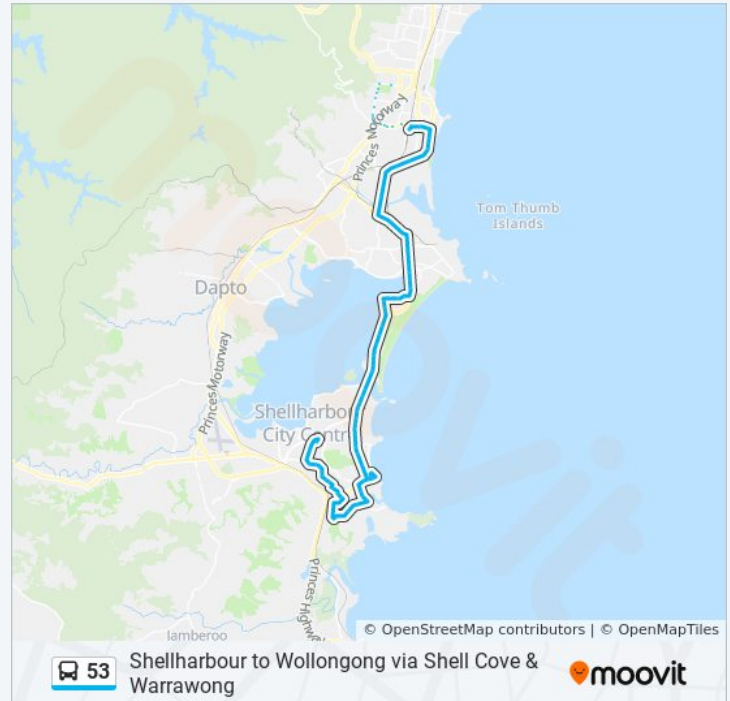 Princes Motorway
Tom Thumb
Islands
Dapto
Princes Motorway
Shellharbour
City Centre
Princes Highway
Jamberoo
© OpenStreetMap contributors | © OpenMapTiles
53
Shellharbour to Wollongong via Shell Cove &
Warrawong
moovit